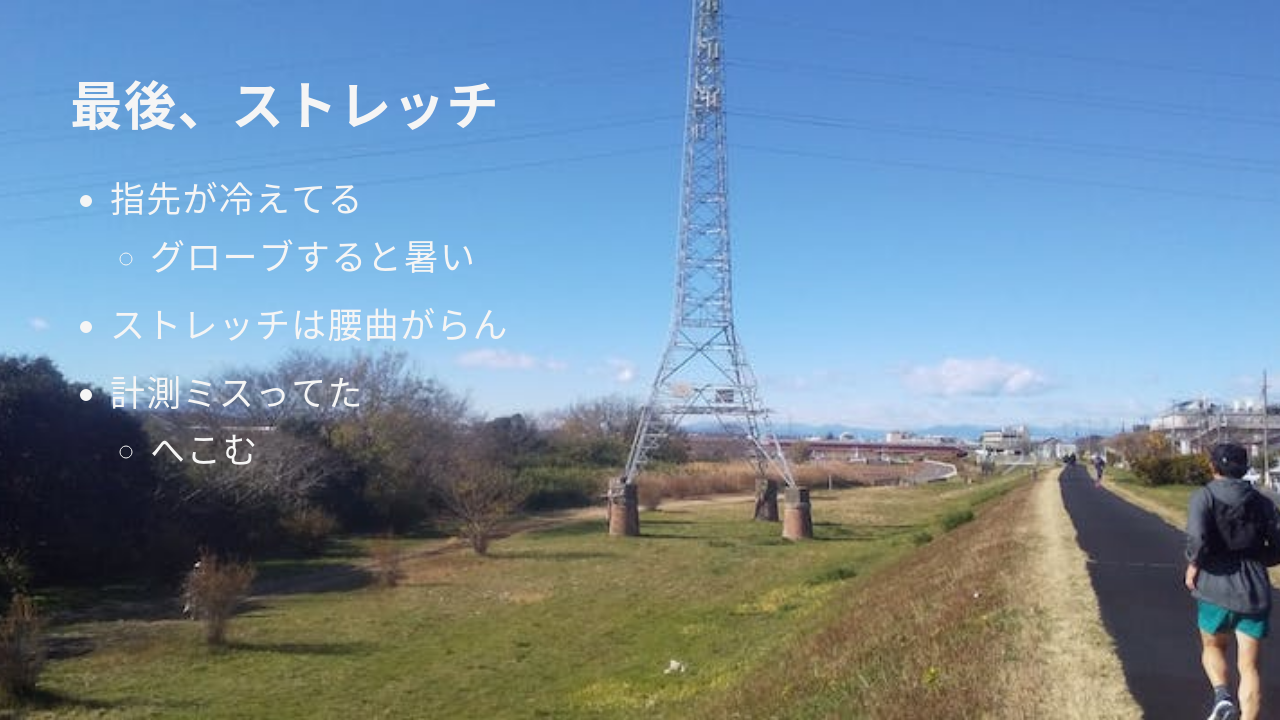 最後、ストレッチ
指先が冷えてる
グローブすると暑い
ストレッチは腰曲がらん
計測ミスってた
へこむ